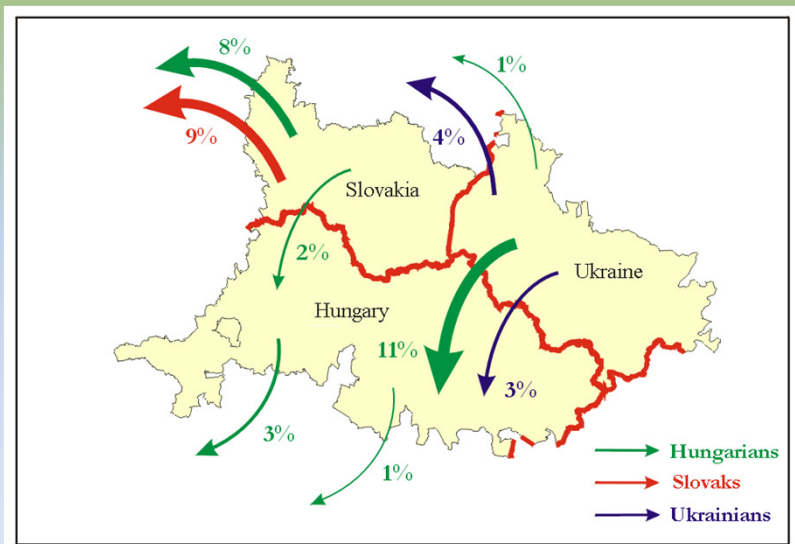 8%
1%
9%
4%
Slovakia
2%
Ukraine
Hungary
11%
3%
3%
1%
Hungarians
Slovaks
Ukrainians